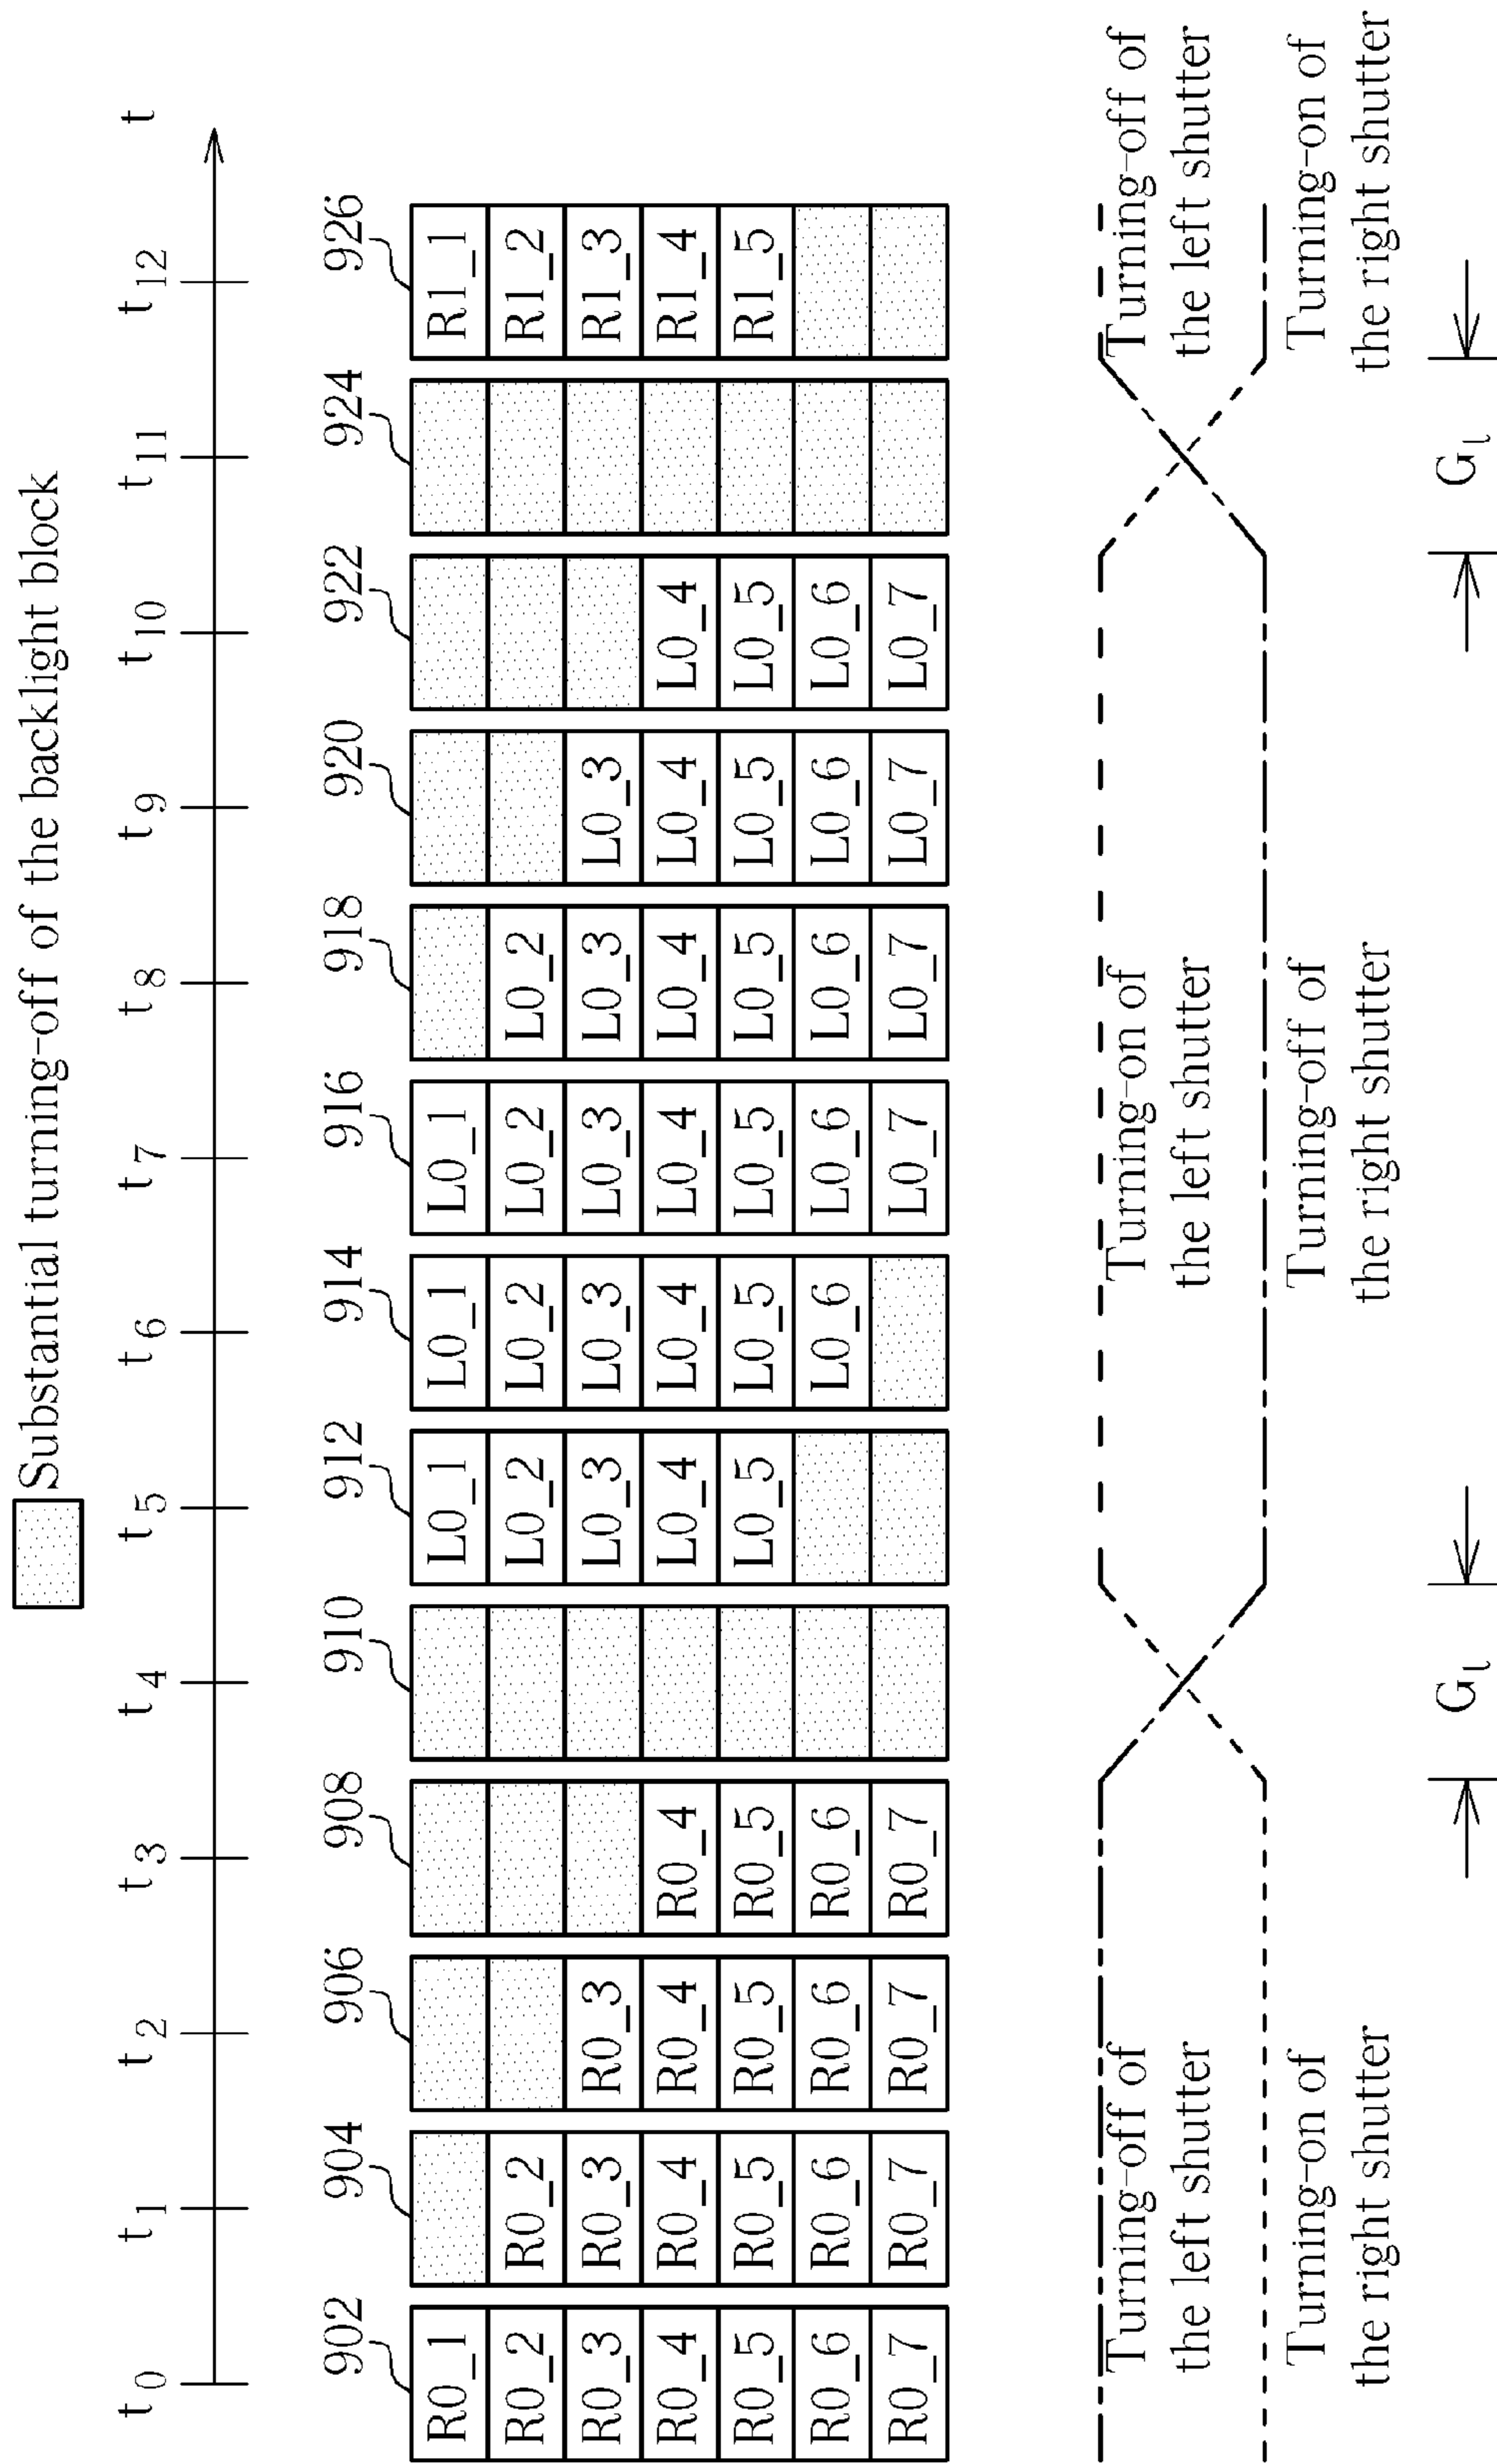 Substantial turning-off of the backlight block
t0 t1 t2 t3 t4 t5 t6 t7 t8 t9 t10 t11 t12 t
902 904 906 908 910 912 914 916 918 920 922 924 926
R0_1 L0_1 L0_1 L0_1 R1_1
R0_2 R0_2 L0_2 L0_2 L0_2 L0_2 R1_2
R0_3 R0_3 R0_3 L0_3 L0_3 L0_3 L0_3 L0_3 R1_3
R0_4 R0_4 R0_4 R0_4 L0_4 L0_4 L0_4 L0_4 L0_4 L0_4 R1_4
R0_5 R0_5 R0_5 R0_5 L0_5 L0_5 L0_5 L0_5 L0_5 L0_5 R1_5
R0_6 R0_6 R0_6 R0_6 L0_6 L0_6 L0_6 L0_6 L0_6
R0_7 R0_7 R0_7 R0_7 L0_7 L0_7 L0_7 L0_7
Turning-off of
the left shutter
Turning-on of
the left shutter
Turning-off of
the left shutter
Turning-on of
the right shutter
Turning-off of
the right shutter
Turning-on of
the right shutter
Gl Gl